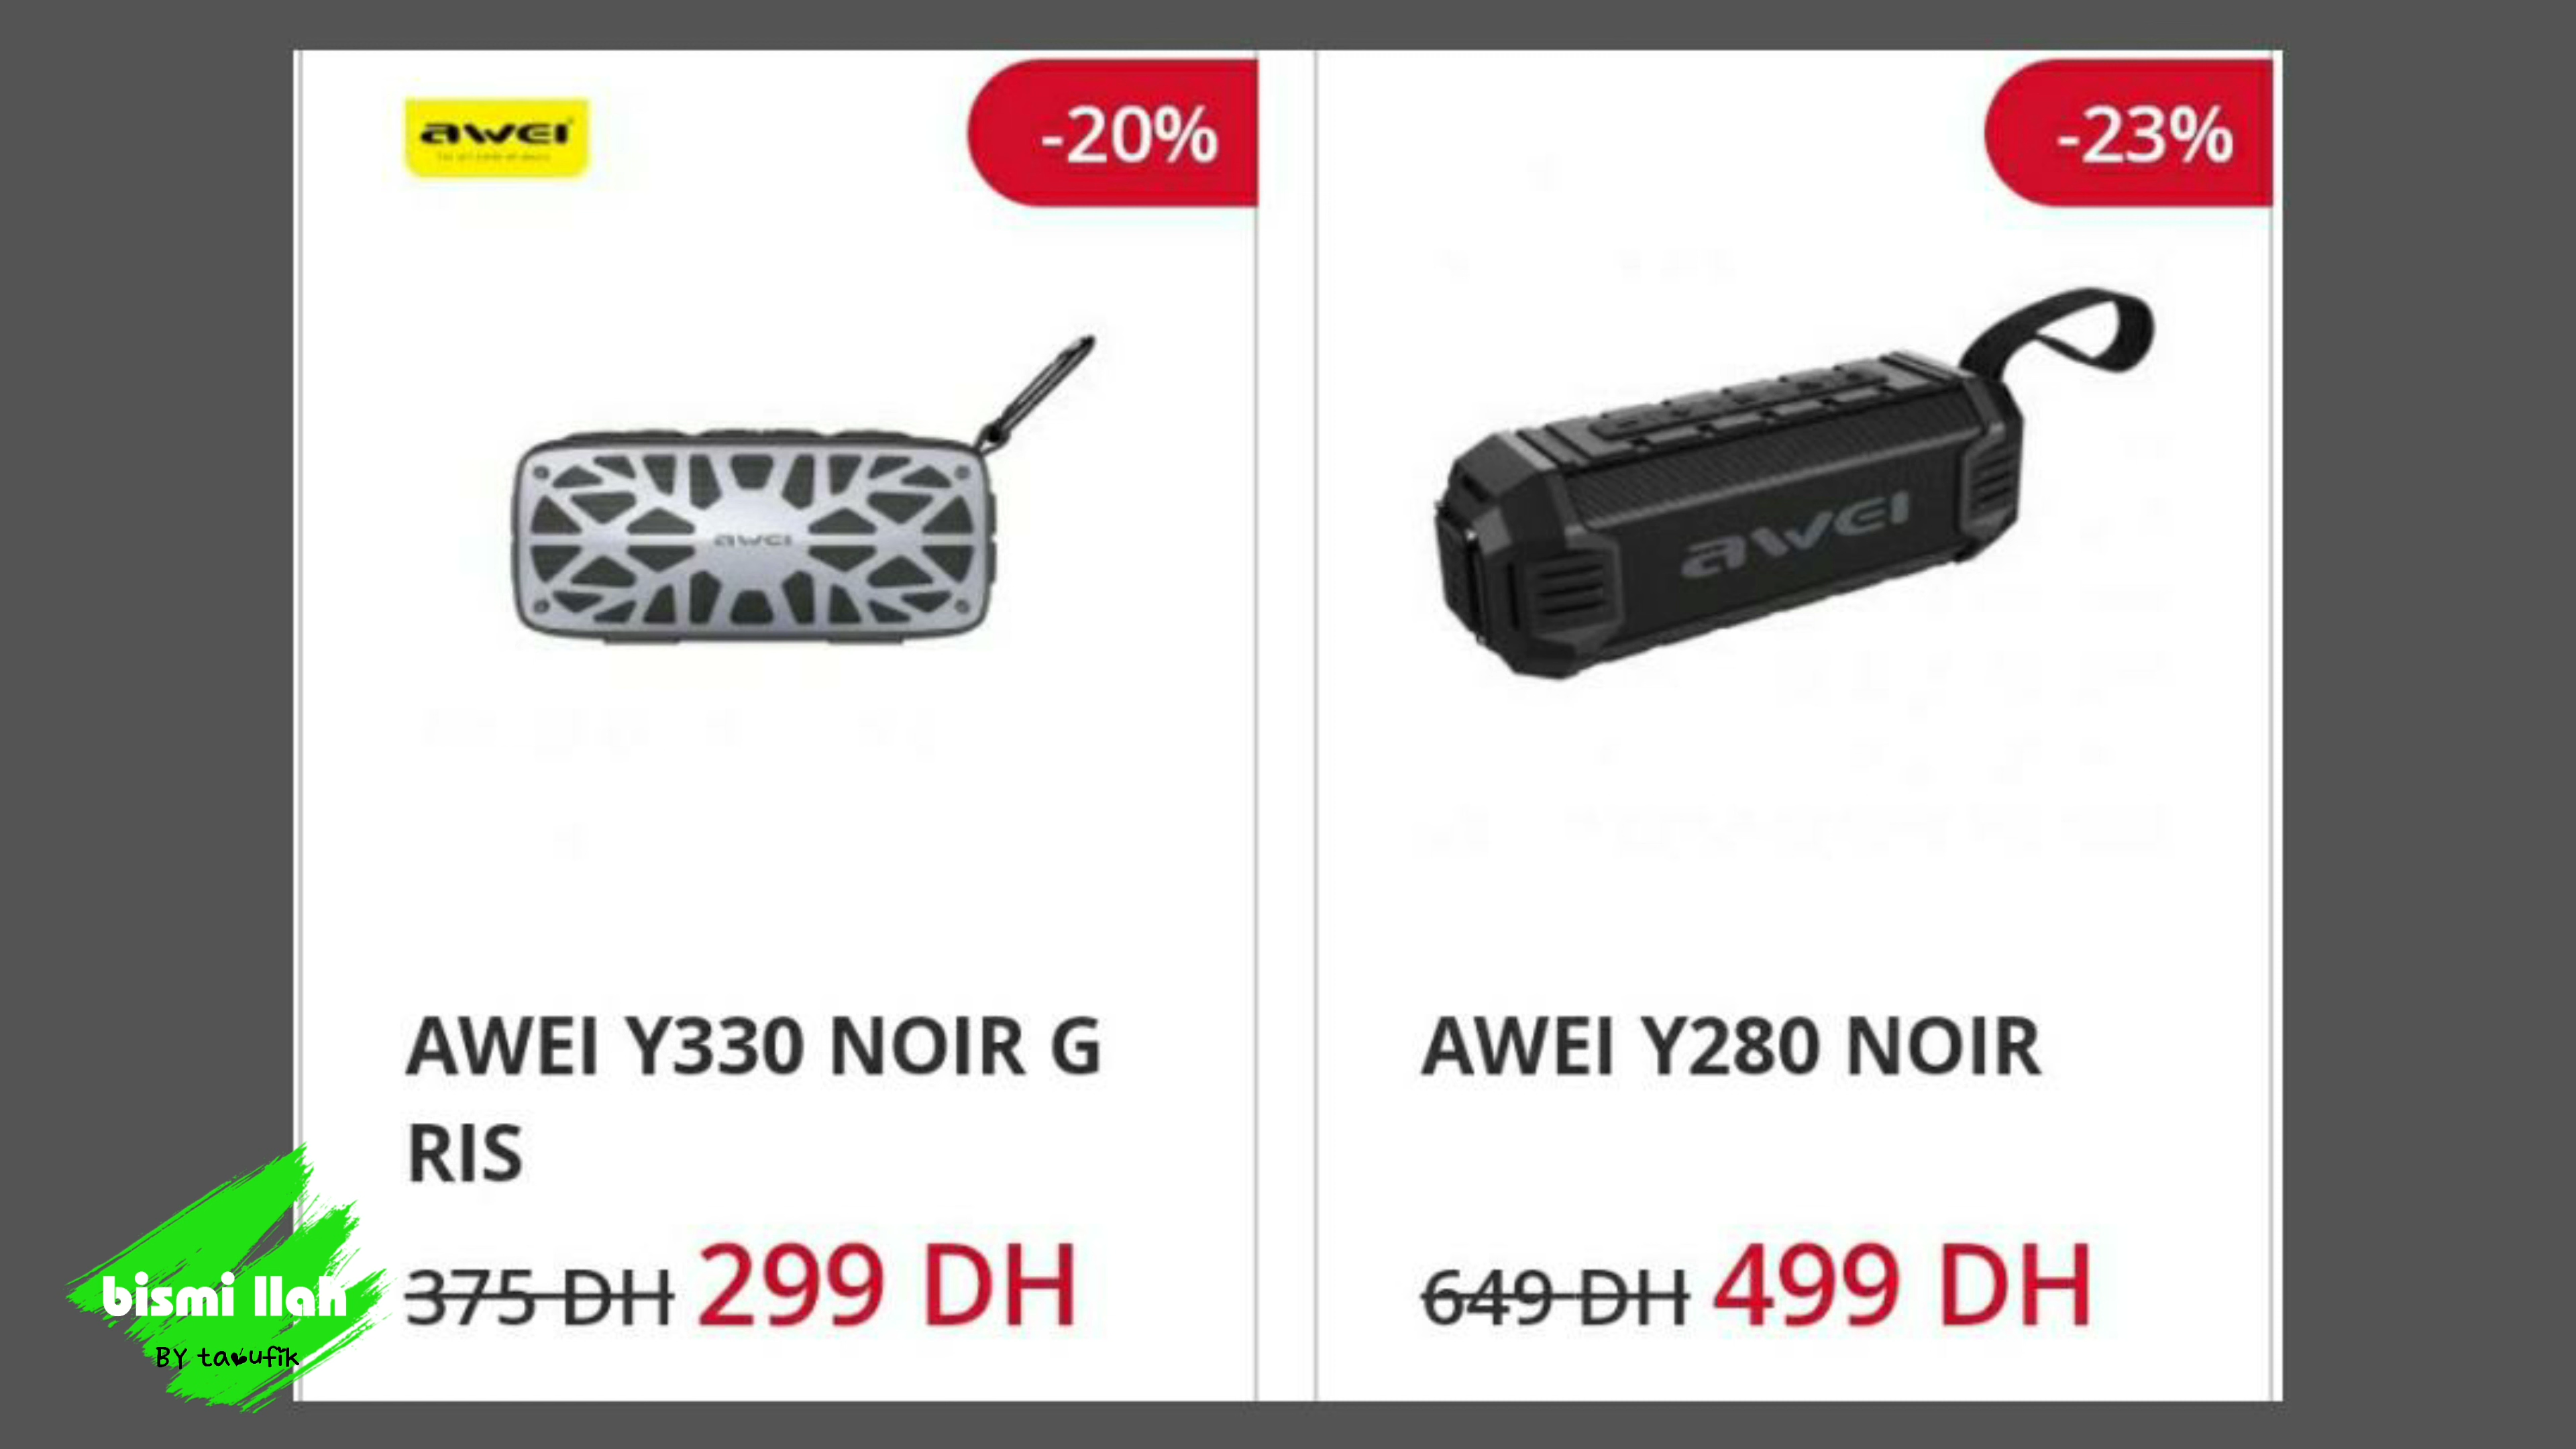 awei
-20%
awei
AWEI Y330 NOIR G
RIS
375 DH 299 DH
-23%
awei
AWEI Y280 NOIR
649 DH 499 DH
bismi llah
BY taoufik